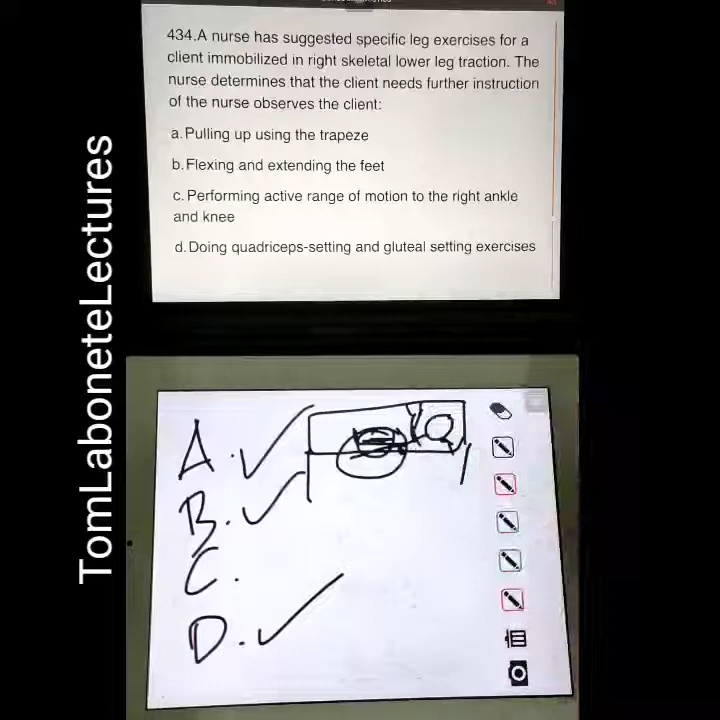 434.A nurse has suggested specific leg exercises for a
client immobilized in right skeletal lower leg traction. The
nurse determines that the client needs further instruction
of the nurse observes the client:
a. Pulling up using the trapeze
b. Flexing and extending the feet
c. Performing active range of motion to the right ankle
and knee
d. Doing quadriceps-setting and gluteal setting exercises
TomLaboneteLectures
A.
B.
C.
D.